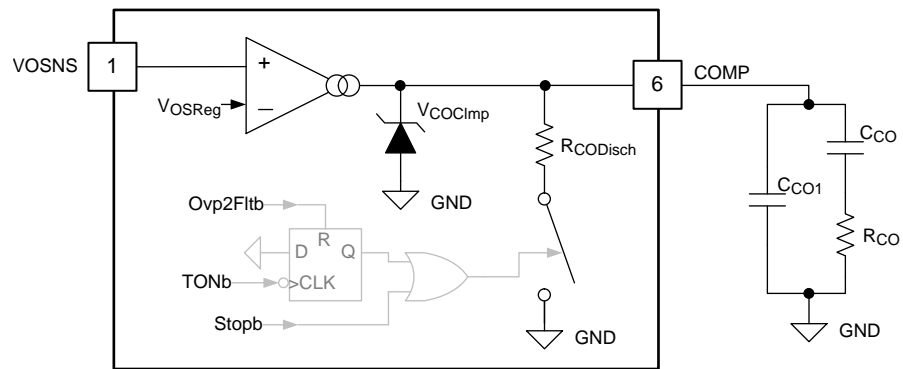 VOSNS
1
+
−
VOSReg
VCOClmp
GND
RCODisch
6
COMP
CCO
CCO1
RCO
GND
Ovp2Fltb
R
D
Q
TONb
>CLK
Stopb
GND